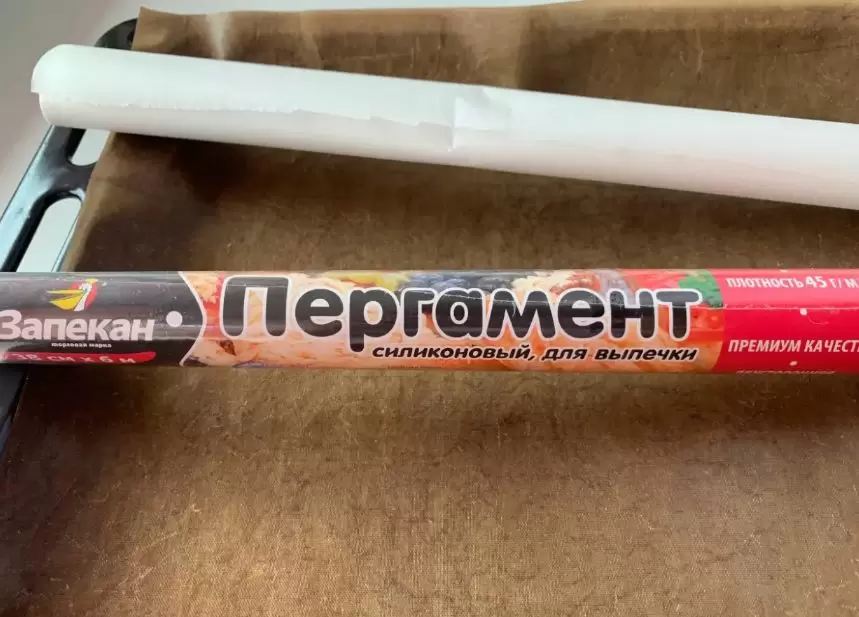 Запекан
торговая марка
38 см x 6 м
Пергамент
силиконовый, для выпечки
ПЛОТНОСТЬ 45 Г/М
ПРЕМИУМ КАЧЕСТ